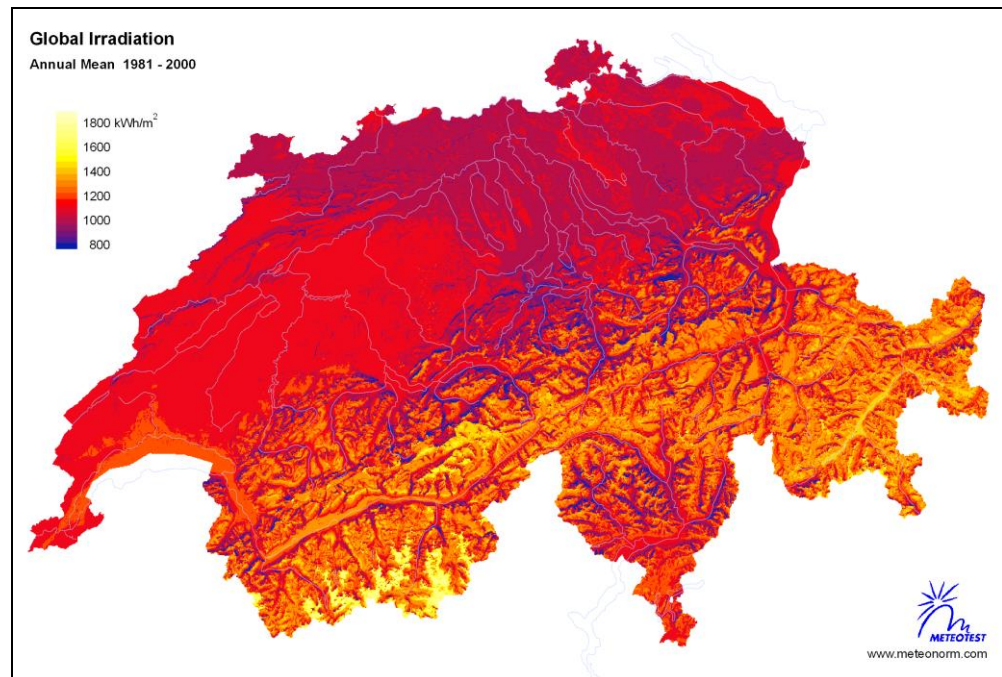 Global Irradiation
Annual Mean 1981 - 2000
1800 kWh/m²
1600
1400
1200
1000
800
METEOTEST
www.meteonorm.com